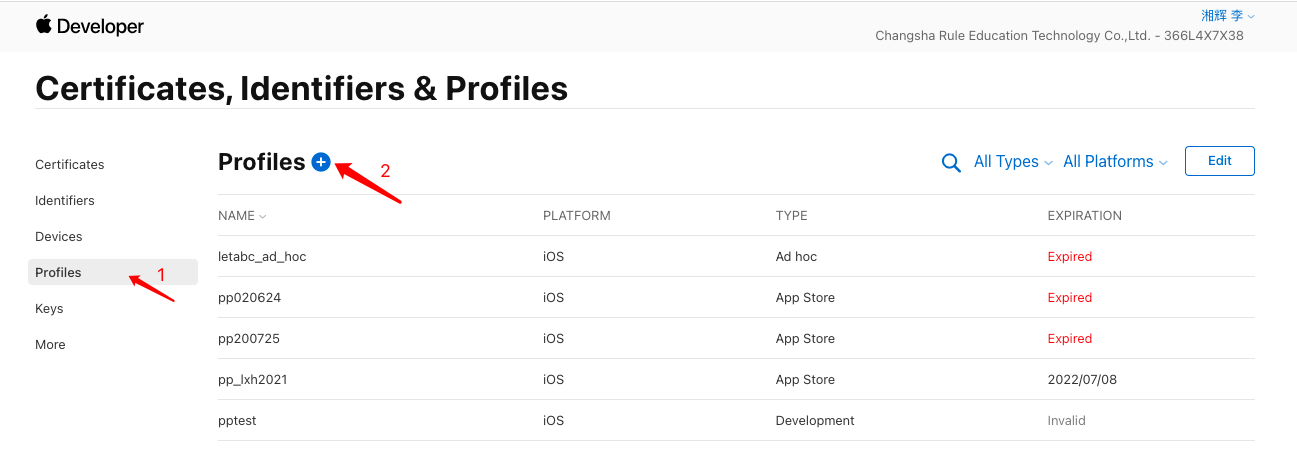 Developer
湘辉 李
Changsha Rule Education Technology Co.,Ltd. - 366L4X7X38
Certificates, Identifiers & Profiles
Certificates
Identifiers
Devices
Profiles 1
Keys
More
Profiles 2
All Types All Platforms Edit
NAME PLATFORM TYPE EXPIRATION
letabc_ad_hoc iOS Ad hoc Expired
pp020624 iOS App Store Expired
pp200725 iOS App Store Expired
pp_lxh2021 iOS App Store 2022/07/08
pptest iOS Development Invalid